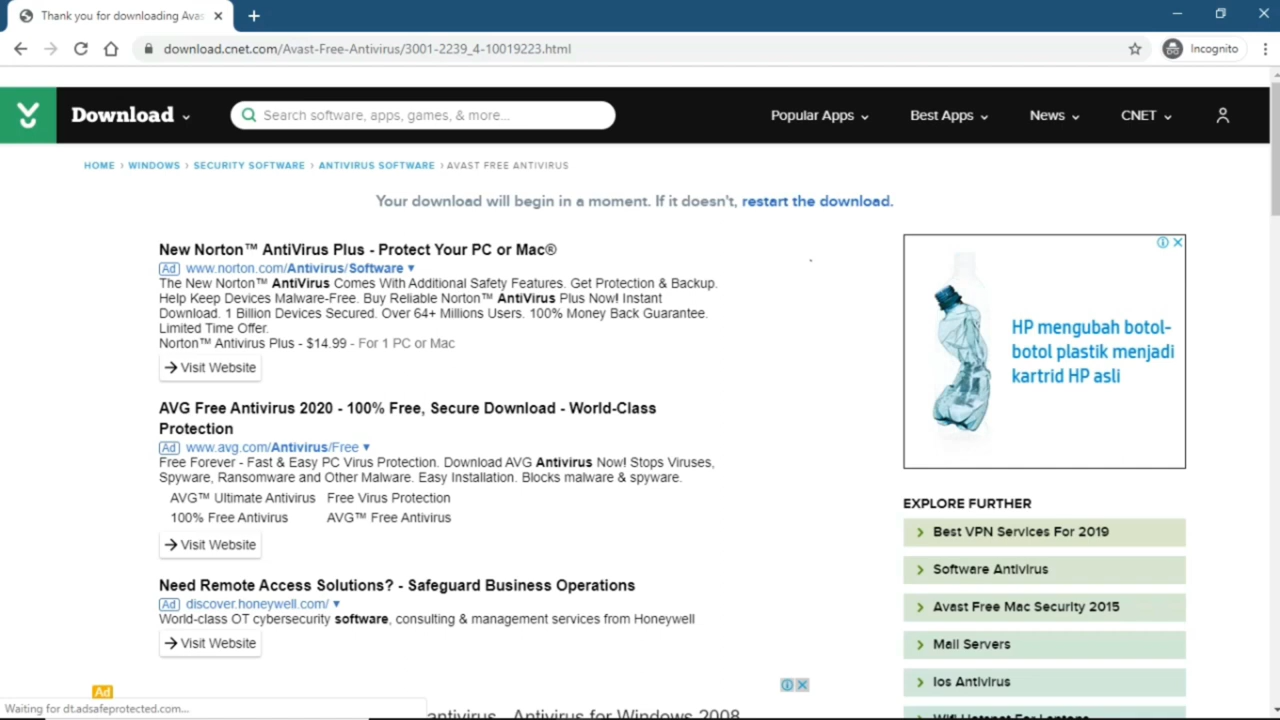 Thank you for downloading Avas
download.cnet.com/Avast-Free-Antivirus/3001-2239_4-10019223.html
Incognito
Download
Search software, apps, games, & more...
Popular Apps
Best Apps
News
CNET
HOME › WINDOWS › SECURITY SOFTWARE › ANTIVIRUS SOFTWARE › AVAST FREE ANTIVIRUS
Your download will begin in a moment. If it doesn't, restart the download.
New Norton™ AntiVirus Plus - Protect Your PC or Mac®
Ad www.norton.com/Antivirus/Software
The New Norton™ AntiVirus Comes With Additional Safety Features. Get Protection & Backup.
Help Keep Devices Malware-Free. Buy Reliable Norton™ AntiVirus Plus Now! Instant
Download. 1 Billion Devices Secured. Over 64+ Millions Users. 100% Money Back Guarantee.
Limited Time Offer.
Norton™ Antivirus Plus - $14.99 - For 1 PC or Mac
Visit Website
AVG Free Antivirus 2020 - 100% Free, Secure Download - World-Class
Protection
Ad www.avg.com/Antivirus/Free
Free Forever - Fast & Easy PC Virus Protection. Download AVG Antivirus Now! Stops Viruses,
Spyware, Ransomware and Other Malware. Easy Installation. Blocks malware & spyware.
AVG™ Ultimate Antivirus Free Virus Protection
100% Free Antivirus AVG™ Free Antivirus
Visit Website
Need Remote Access Solutions? - Safeguard Business Operations
Ad discover.honeywell.com/
World-class OT cybersecurity software, consulting & management services from Honeywell
Visit Website
Ad
antivirus - Antivirus for Windows 2008
Waiting for dt.adsafeprotected.com...
HP mengubah botol-
botol plastik menjadi
kartrid HP asli
EXPLORE FURTHER
Best VPN Services For 2019
Software Antivirus
Avast Free Mac Security 2015
Mail Servers
Ios Antivirus
Wifi Hotspot For Laptops